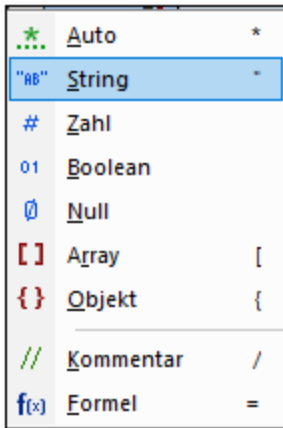 * Auto *
"AB" String "
# Zahl
01 Boolean
Ø Null
[ ] Array [
{ } Objekt {
// Kommentar /
f(x) Formel =